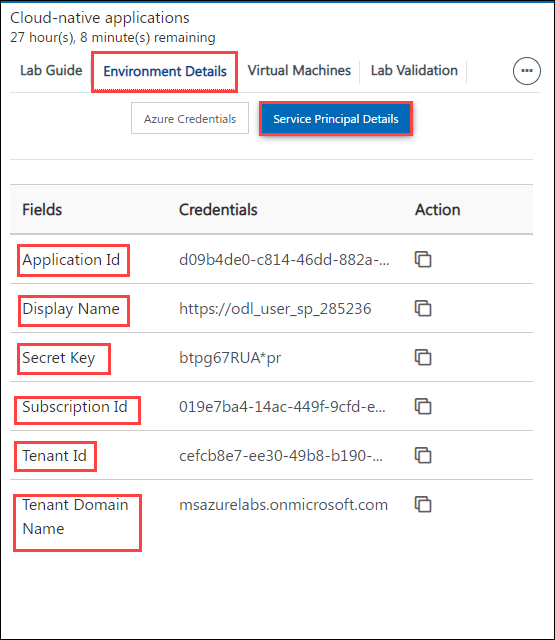 Cloud-native applications
27 hour(s), 8 minute(s) remaining
Lab Guide Environment Details Virtual Machines Lab Validation
Azure Credentials Service Principal Details
Fields Credentials Action
Application Id d09b4de0-c814-46dd-882a-...
Display Name https://odl_user_sp_285236
Secret Key btpg67RUA*pr
Subscription Id 019e7ba4-14ac-449f-9cfd-e...
Tenant Id cefcb8e7-ee30-49b8-b190-...
Tenant Domain msazurelabs.onmicrosoft.com
Name